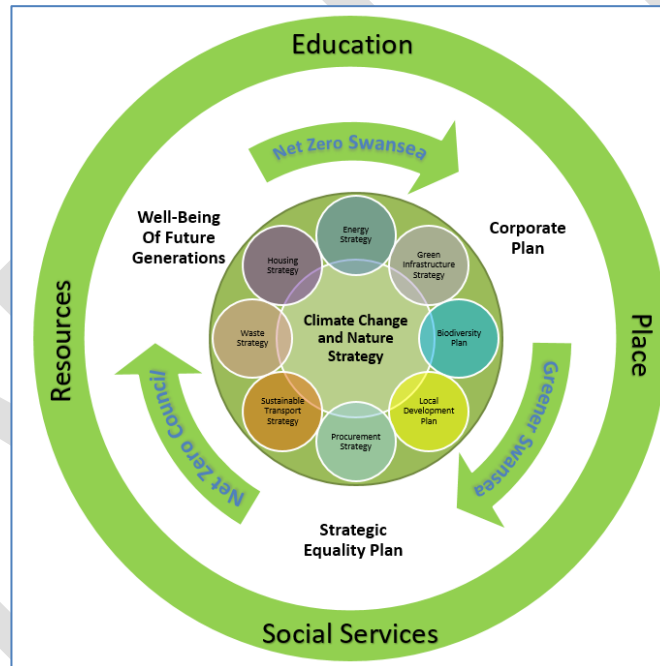 Education
Net Zero Swansea
Well-Being
Of Future
Generations
Corporate
Plan
Energy
Strategy
Housing
Strategy
Green
Infrastructure
Strategy
Waste
Strategy
Climate Change
and Nature
Strategy
Biodiversity
Plan
Resources
Place
Sustainable
Transport
Strategy
Local
Development
Plan
Procurement
Strategy
Net Zero Council
Greener Swansea
Strategic
Equality Plan
Social Services